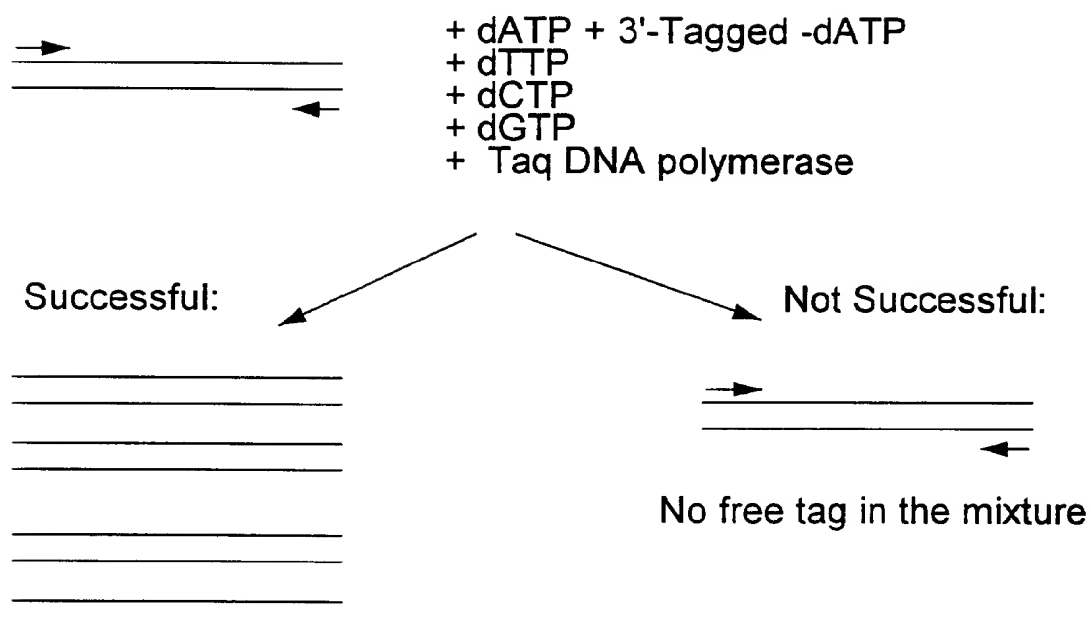 + dATP + 3'-Tagged -dATP
+ dTTP
+ dCTP
+ dGTP
+ Taq DNA polymerase
Successful:
Not Successful:
No free tag in the mixture